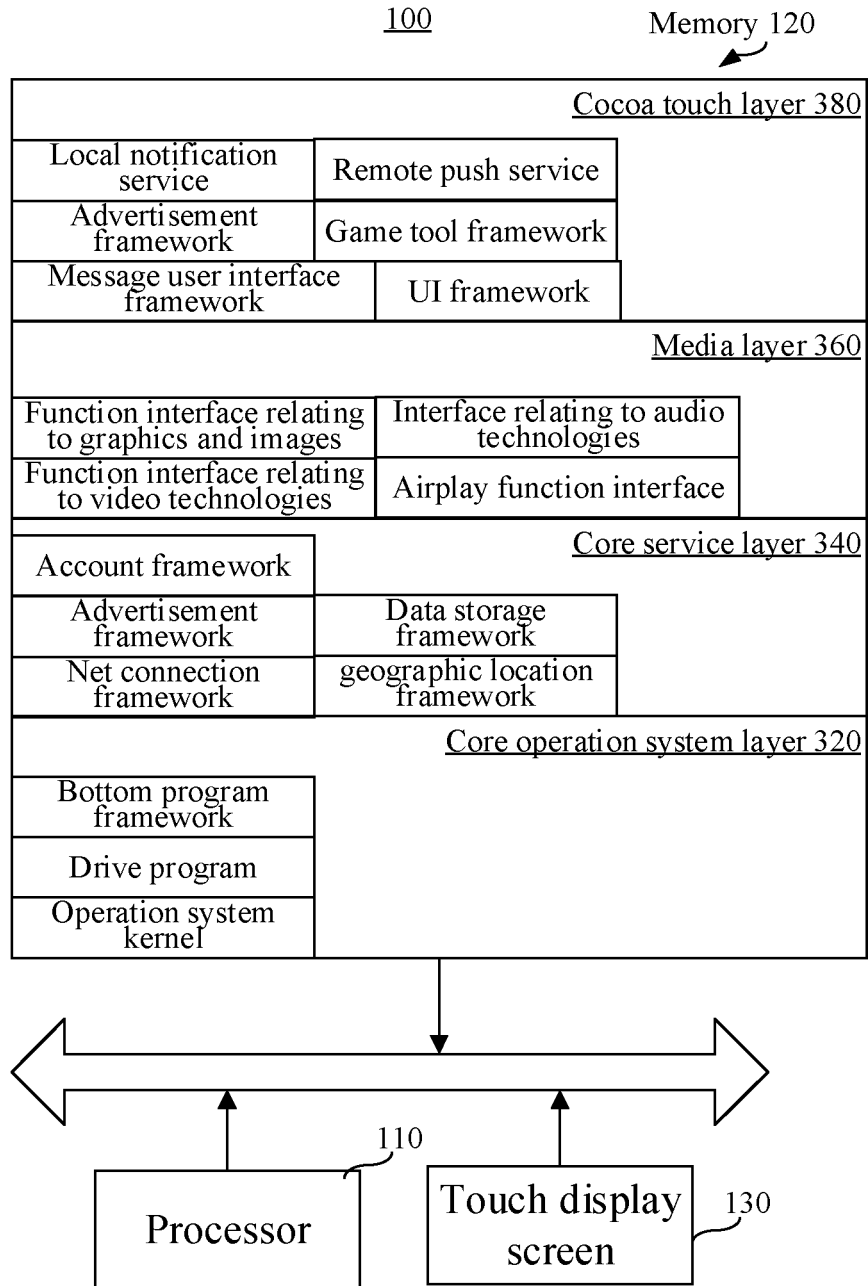 100
Memory 120
Cocoa touch layer 380
Local notification
service
Remote push service
Advertisement
framework
Game tool framework
Message user interface
framework
UI framework
Media layer 360
Function interface relating
to graphics and images
Interface relating to audio
technologies
Function interface relating
to video technologies
Airplay function interface
Core service layer 340
Account framework
Advertisement
framework
Data storage
framework
Net connection
framework
geographic location
framework
Core operation system layer 320
Bottom program
framework
Drive program
Operation system
kernel
110
Processor
Touch display
screen
130